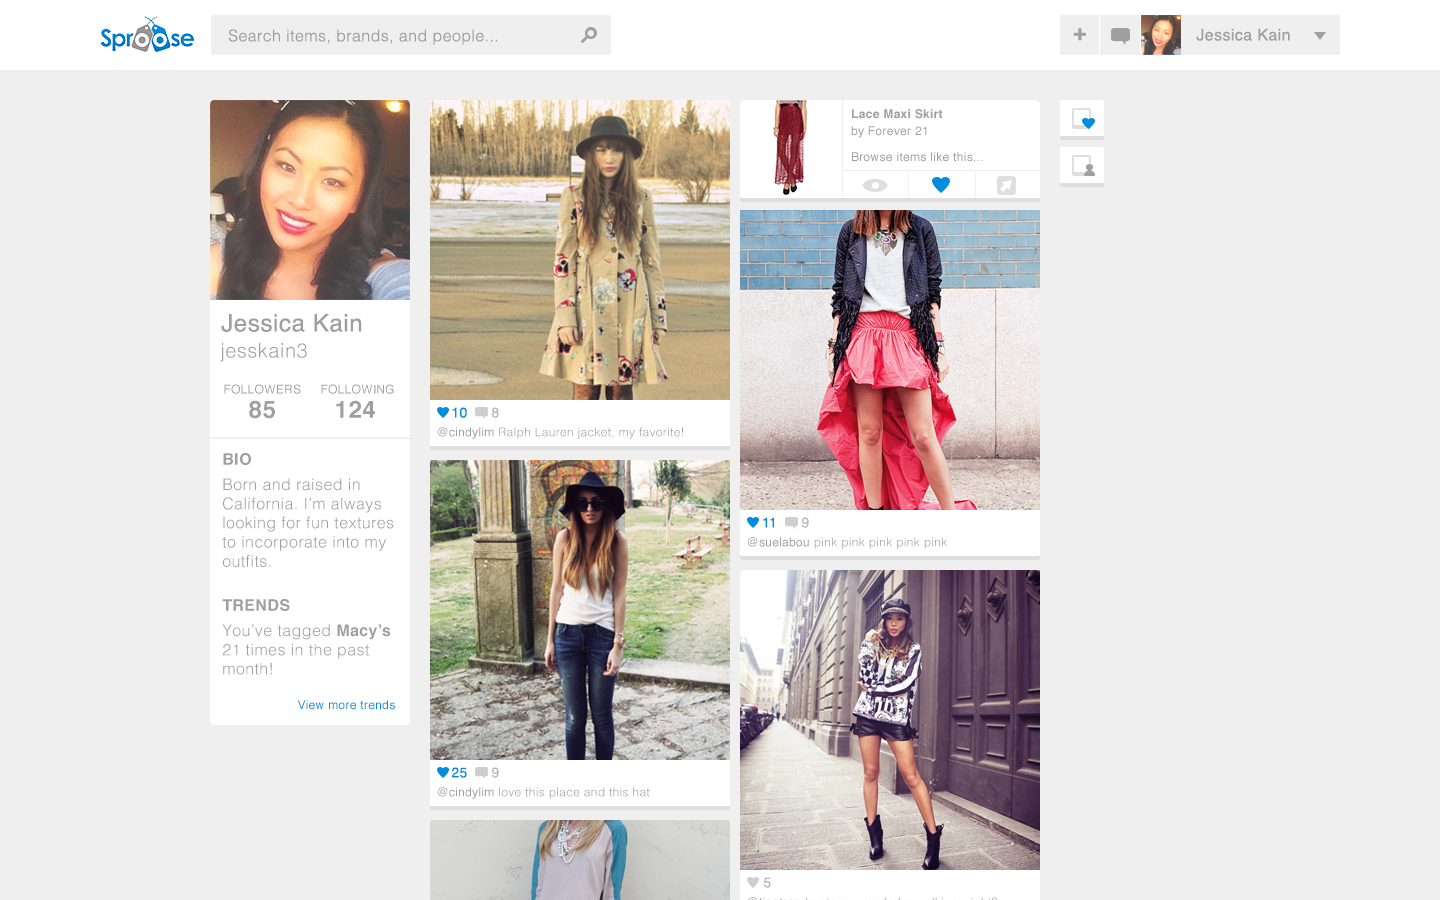 Sproose
Search items, brands, and people...
Jessica Kain
Jessica Kain
jesskain3
FOLLOWERS FOLLOWING
85 124
BIO
Born and raised in
California. I'm always
looking for fun textures
to incorporate into my
outfits.
TRENDS
You've tagged Macy's
21 times in the past
month!
View more trends
10 8
@cindylim Ralph Lauren jacket, my favorite!
25 9
@cindylim love this place and this hat
Lace Maxi Skirt
by Forever 21
Browse items like this...
11 9
@suelabou pink pink pink pink pink
5